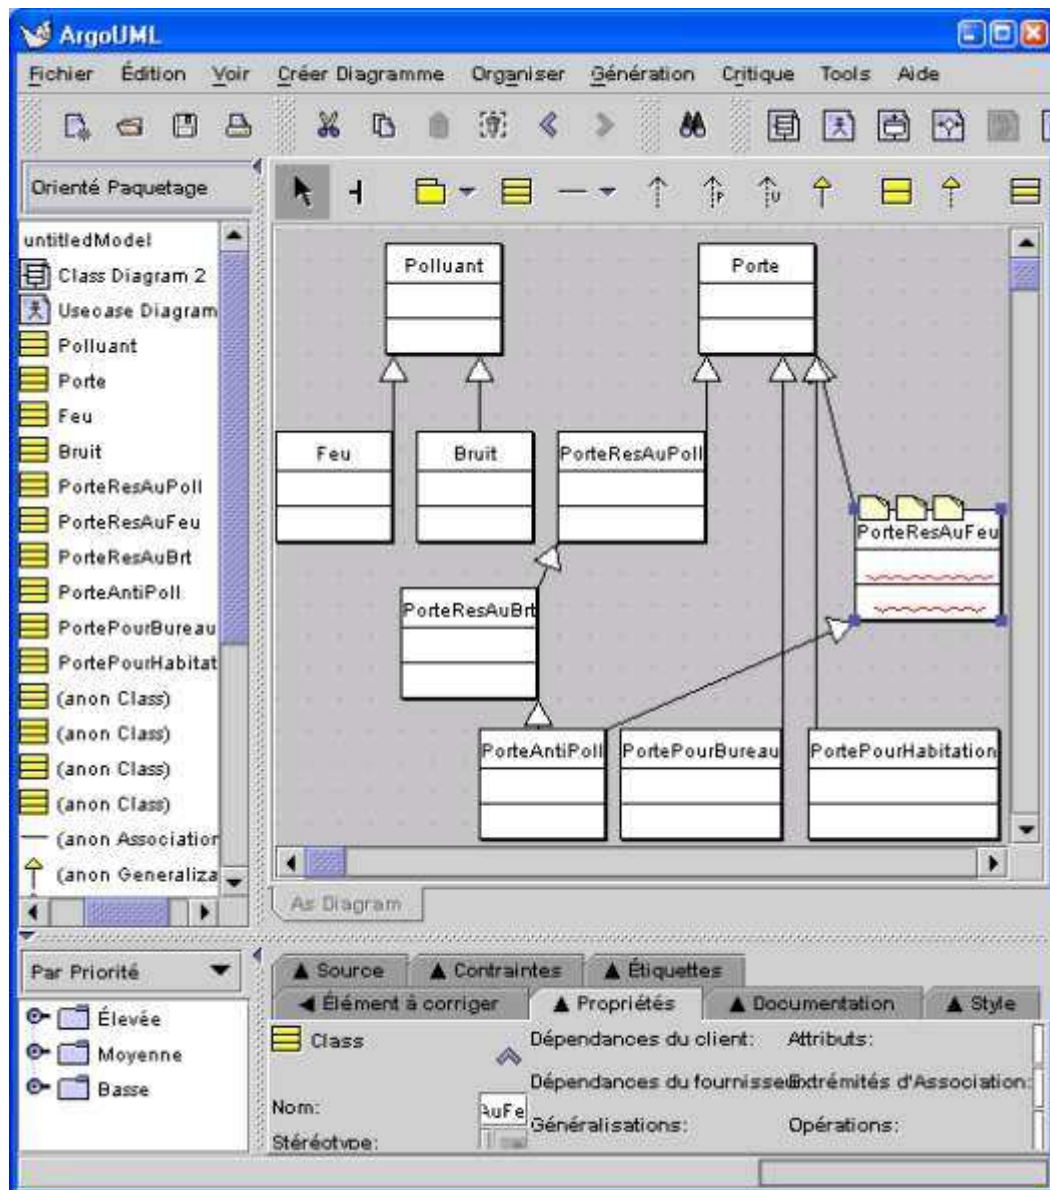 ArgoUML
Fichier Édition Voir Créer Diagramme Organiser Génération Critique Tools Aide
Orienté Paquetage
P
U
untitledModel
Class Diagram 2
Usecase Diagram
Polluant
Porte
Feu
Bruit
PorteResAuPoll
PorteResAuFeu
PorteResAuBrt
PorteAntiPoll
PortePourBureau
PortePourHabitat
(anon Class)
(anon Class)
(anon Class)
(anon Class)
(anon Association
(anon Generaliza
Polluant Porte
Feu Bruit PorteResAuPoll
PorteResAuFeu
PorteResAuBrt
PorteAntiPoll PortePourBureau PortePourHabitation
As Diagram
Par Priorité
Élevée
Moyenne
Basse
Source Contraintes Étiquettes
Élément à corriger Propriétés Documentation Style
Class
Nom: AuFe
Stéréotype:
Dépendances du client: Attributs:
Dépendances du fournisseur Extrémités d'Association:
Généralisations: Opérations: